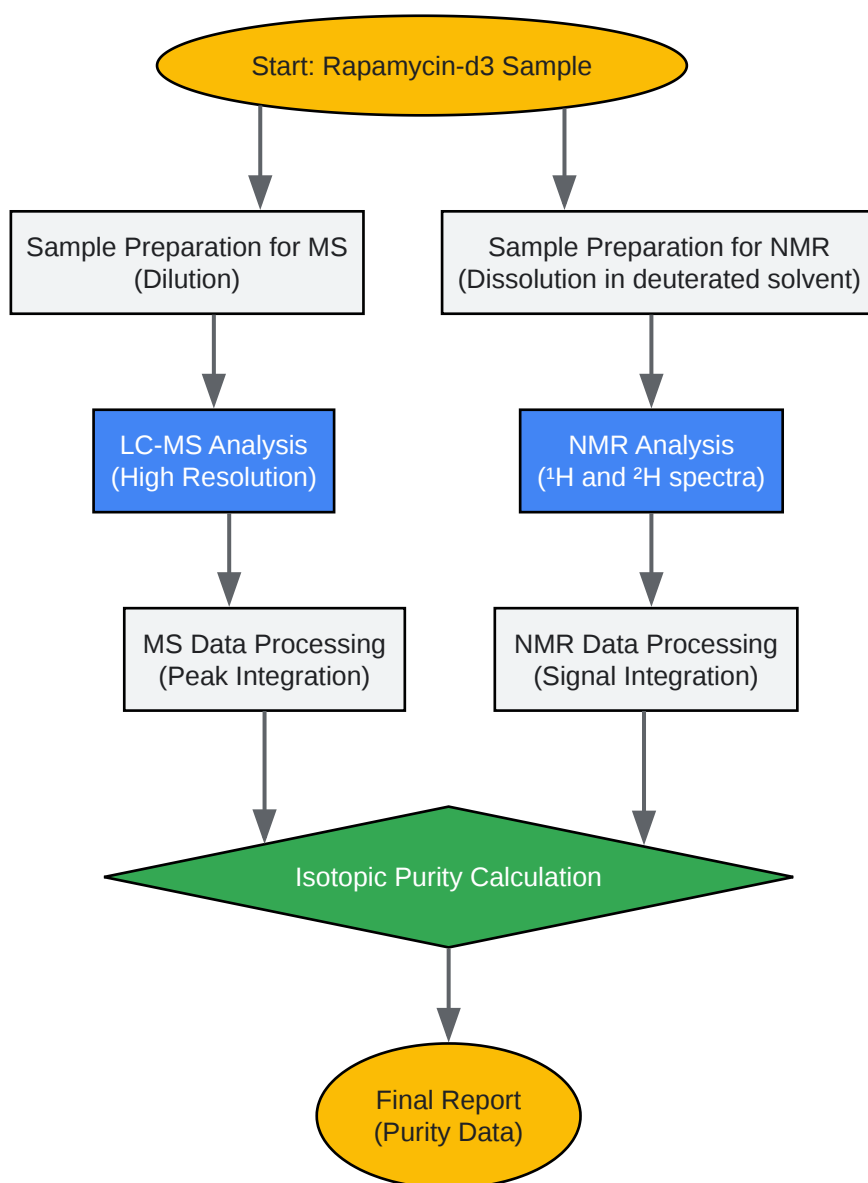 Start: Rapamycin-d3 Sample
Sample Preparation for MS
(Dilution)
Sample Preparation for NMR
(Dissolution in deuterated solvent)
LC-MS Analysis
(High Resolution)
NMR Analysis
(¹H and ²H spectra)
MS Data Processing
(Peak Integration)
NMR Data Processing
(Signal Integration)
Isotopic Purity Calculation
Final Report
(Purity Data)